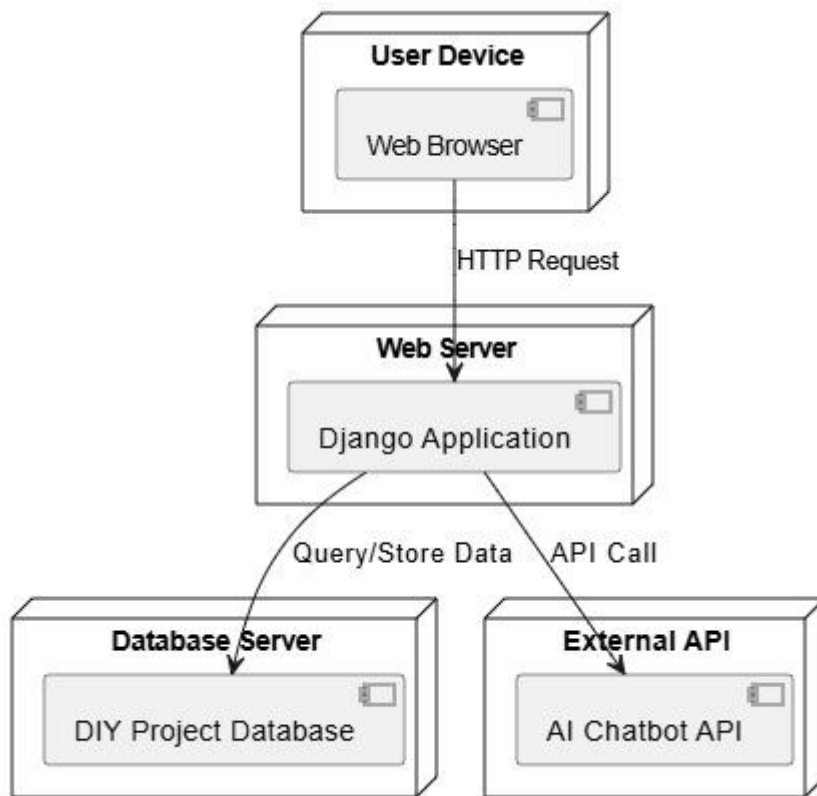 User Device
Web Browser
HTTP Request
Web Server
Django Application
Query/Store Data
API Call
Database Server
External API
DIY Project Database
AI Chatbot API